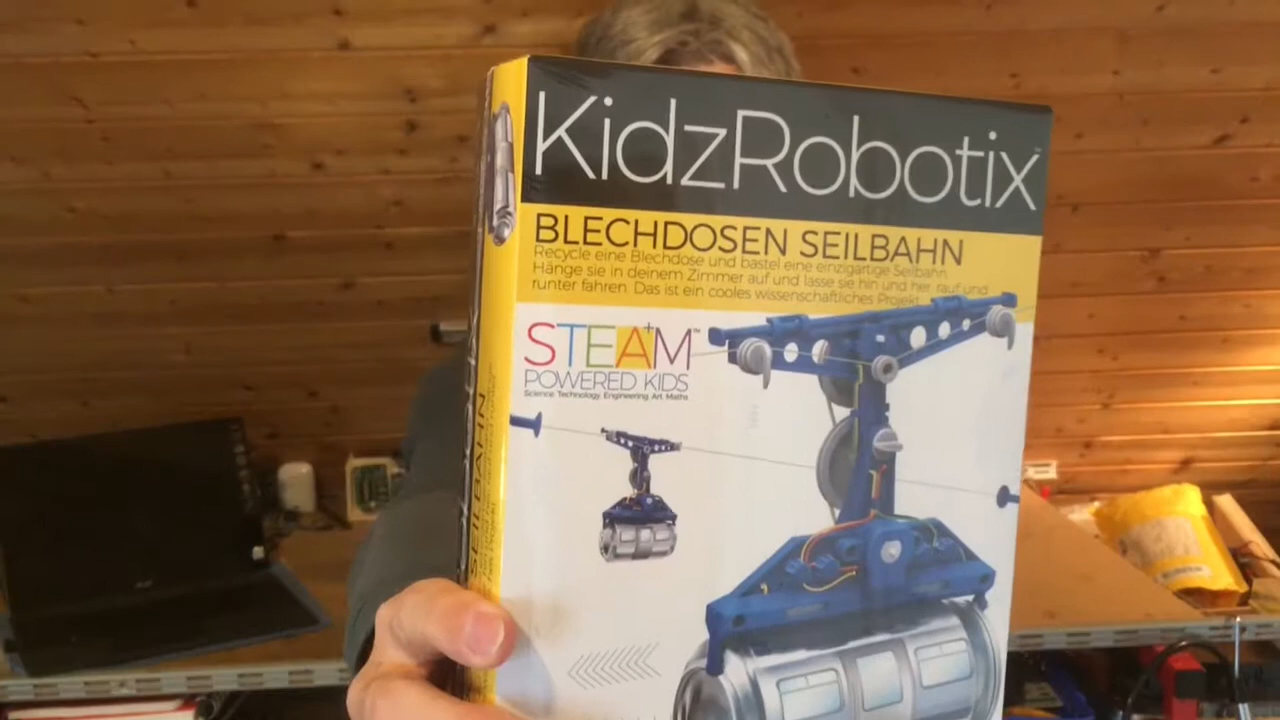 KidzRobotix
BLECHDOSEN SEILBAHN
Recycle eine Blechdose und bastel eine einzigartige Seilbahn.
Hänge sie in deinem Zimmer auf und lasse sie hin und her, rauf und
runter fahren. Das ist ein cooles wissenschaftliches Projekt.
STEA+M™
POWERED KIDS
Science Technology Engineering Art Maths
SEILBAHN